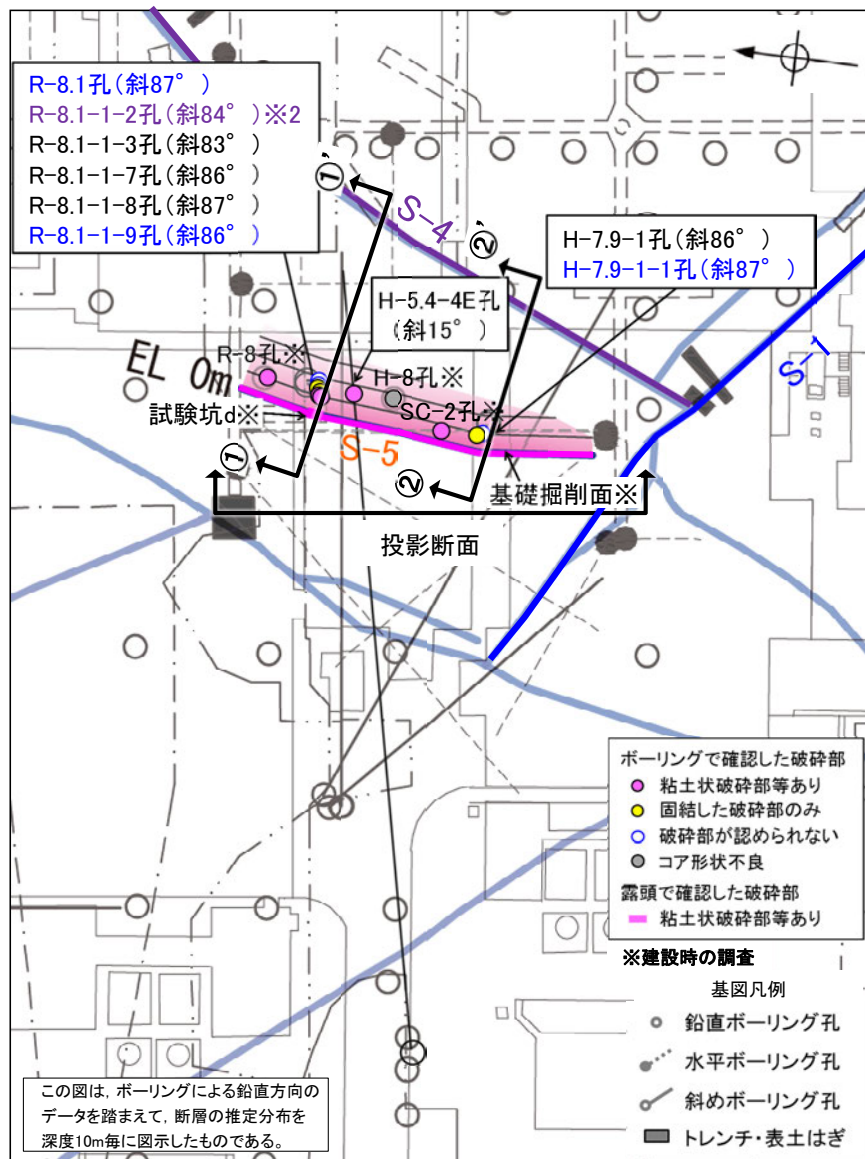 R-8.1孔(斜87°)
R-8.1-1-2孔(斜84°)※2
R-8.1-1-3孔(斜83°)
R-8.1-1-7孔(斜86°)
R-8.1-1-8孔(斜87°)
R-8.1-1-9孔(斜86°)
①'
S-4
②'
H-7.9-1孔(斜86°)
H-7.9-1-1孔(斜87°)
H-5.4-4E孔
(斜15°)
S-1
EL 0m
R-8孔※
H-8孔※
SC-2孔※
試験坑d※
S-5
①
②
基礎掘削面※
投影断面
ボーリングで確認した破砕部
粘土状破砕部等あり
固結した破砕部のみ
破砕部が認められない
コア形状不良
露頭で確認した破砕部
粘土状破砕部等あり
※建設時の調査
基図凡例
鉛直ボーリング孔
水平ボーリング孔
斜めボーリング孔
トレンチ・表土はぎ
この図は，ボーリングによる鉛直方向の
データを踏まえて，断層の推定分布を
深度10m毎に図示したものである。